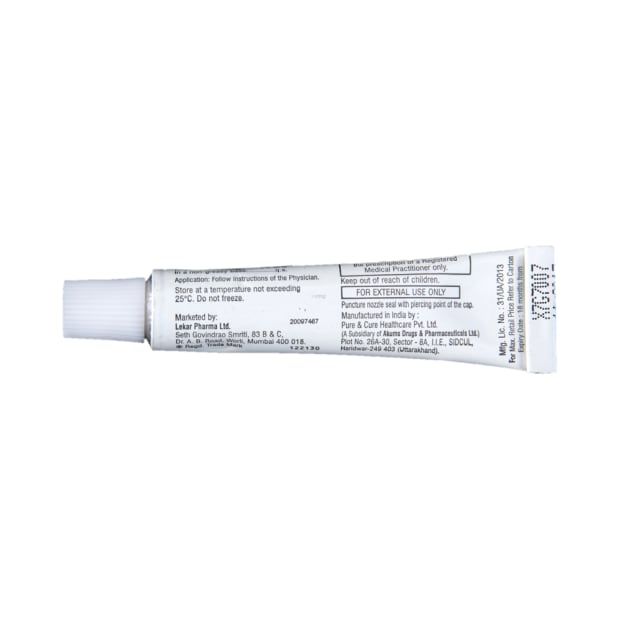 in a non-greasy base. q.s.
Application: Follow instructions of the Physician.
Store at a temperature not exceeding
25°C. Do not freeze.
Marketed by:
20097467
Lekar Pharma Ltd.
Seth Govindrao Smriti, 83 B & C,
Dr. A. B. Road, Worli, Mumbai 400 018.
Regd. Trade Mark
122130
the prescription of a Registered
Medical Practitioner only.
Keep out of reach of children.
FOR EXTERNAL USE ONLY
Puncture nozzle seal with piercing point of the cap.
Manufactured in India by :
Pure & Cure Healthcare Pvt. Ltd.
(A Subsidiary of Akums Drugs & Pharmaceuticals Ltd.)
Plot No. 26A-30, Sector - 8A, I.I.E., SIDCUL,
Haridwar-249 403 (Uttarakhand).
Mfg. Lic. No. : 31/UA/2013
For Max. Retail Price Refer to Carton
Expiry Date : 18 months from
X7C7007